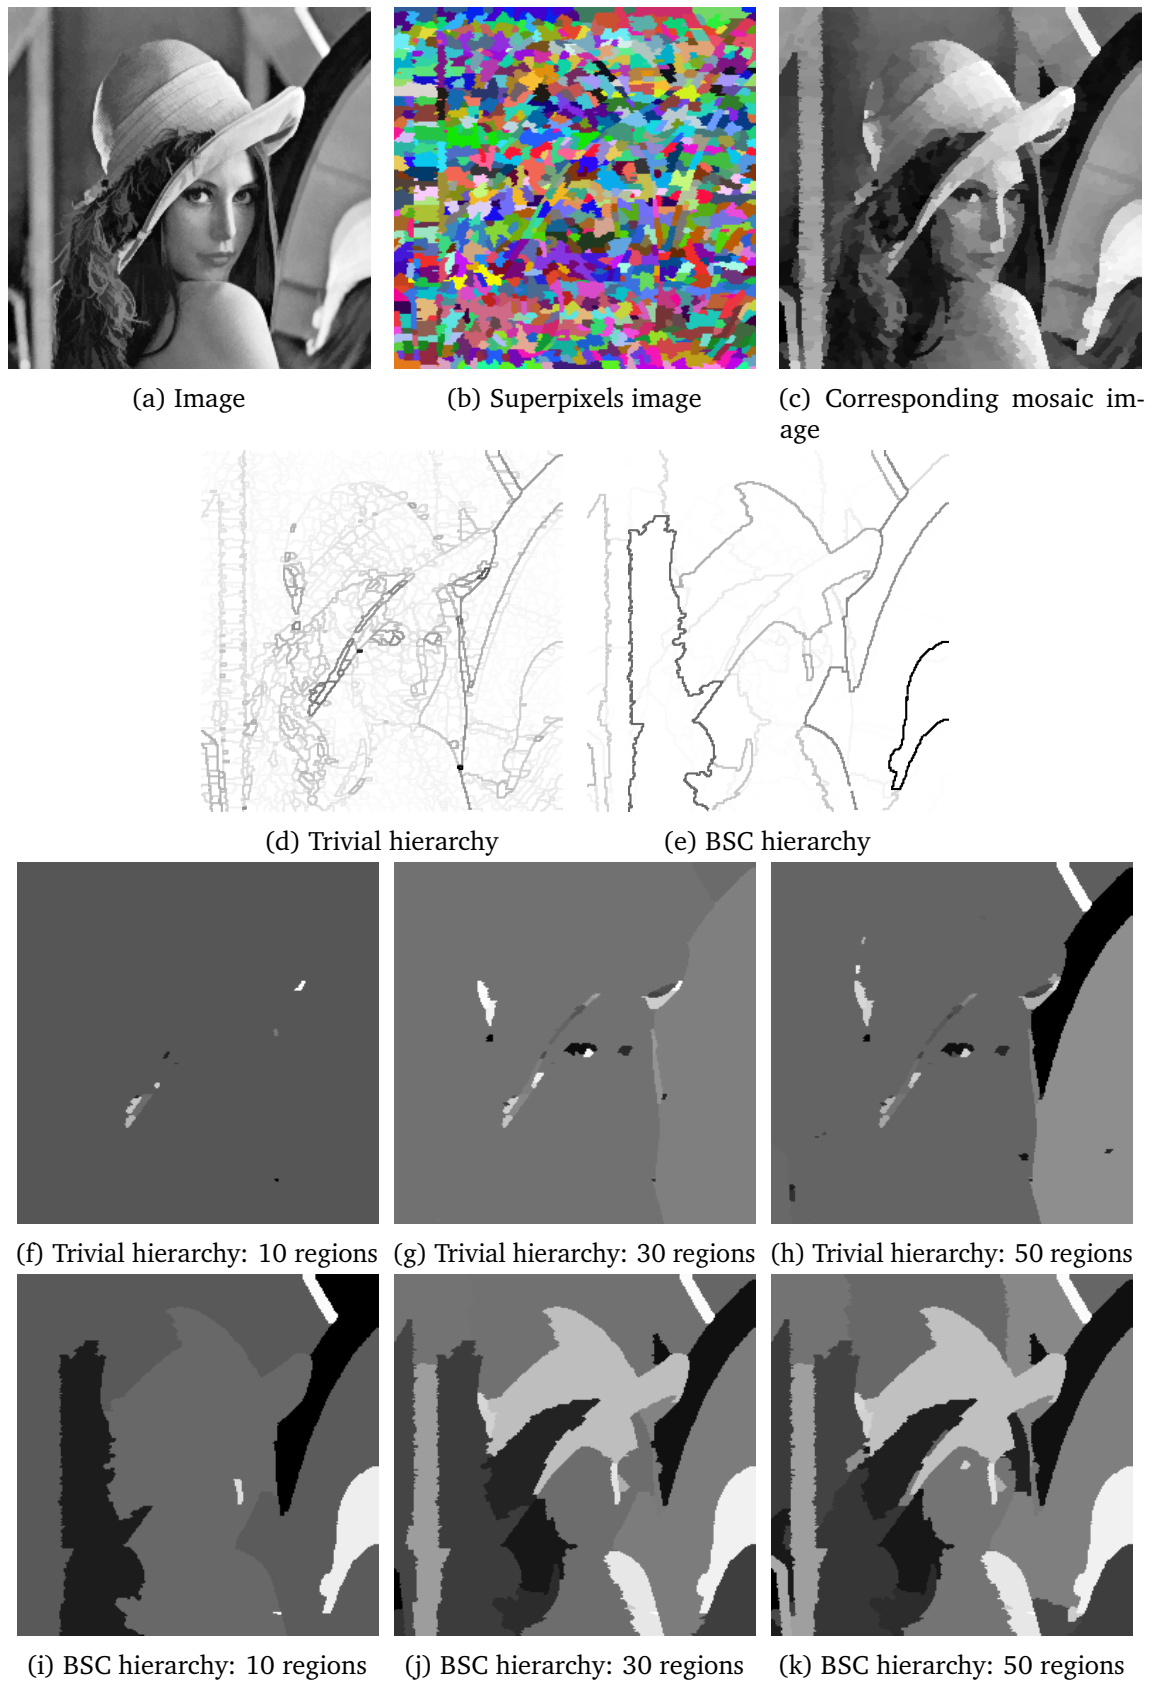 (a) Image
(b) Superpixels image
(c) Corresponding mosaic im-
age
(d) Trivial hierarchy
(e) BSC hierarchy
(f) Trivial hierarchy: 10 regions
(g) Trivial hierarchy: 30 regions
(h) Trivial hierarchy: 50 regions
(i) BSC hierarchy: 10 regions
(j) BSC hierarchy: 30 regions
(k) BSC hierarchy: 50 regions